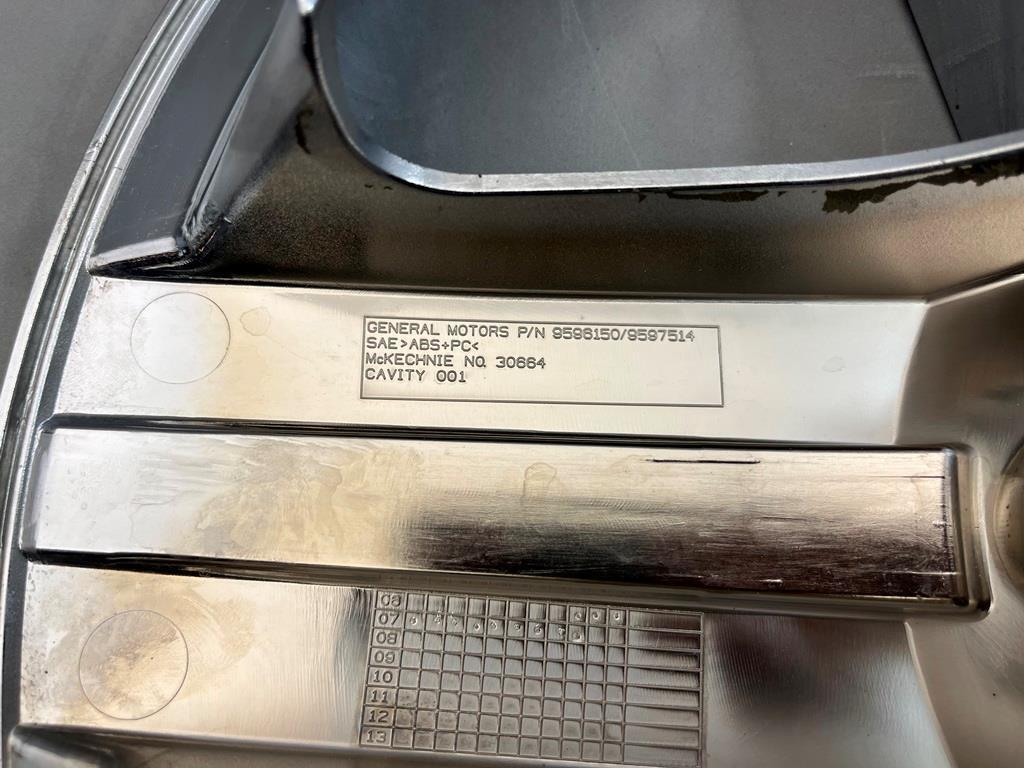 GENERAL MOTORS P/N 9596150/9597514
SAE>ABS+PC<
McKECHNIE NO. 30664
CAVITY 001
06
07
08
09
10
11
12
13